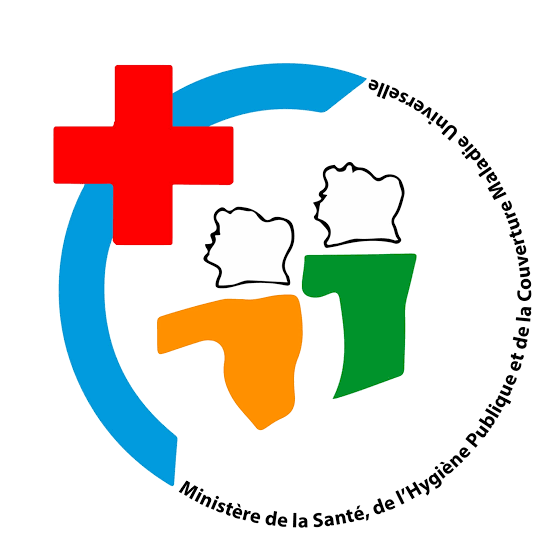 Ministère de la Santé, de l'Hygiène Publique et de la Couverture Maladie Universelle